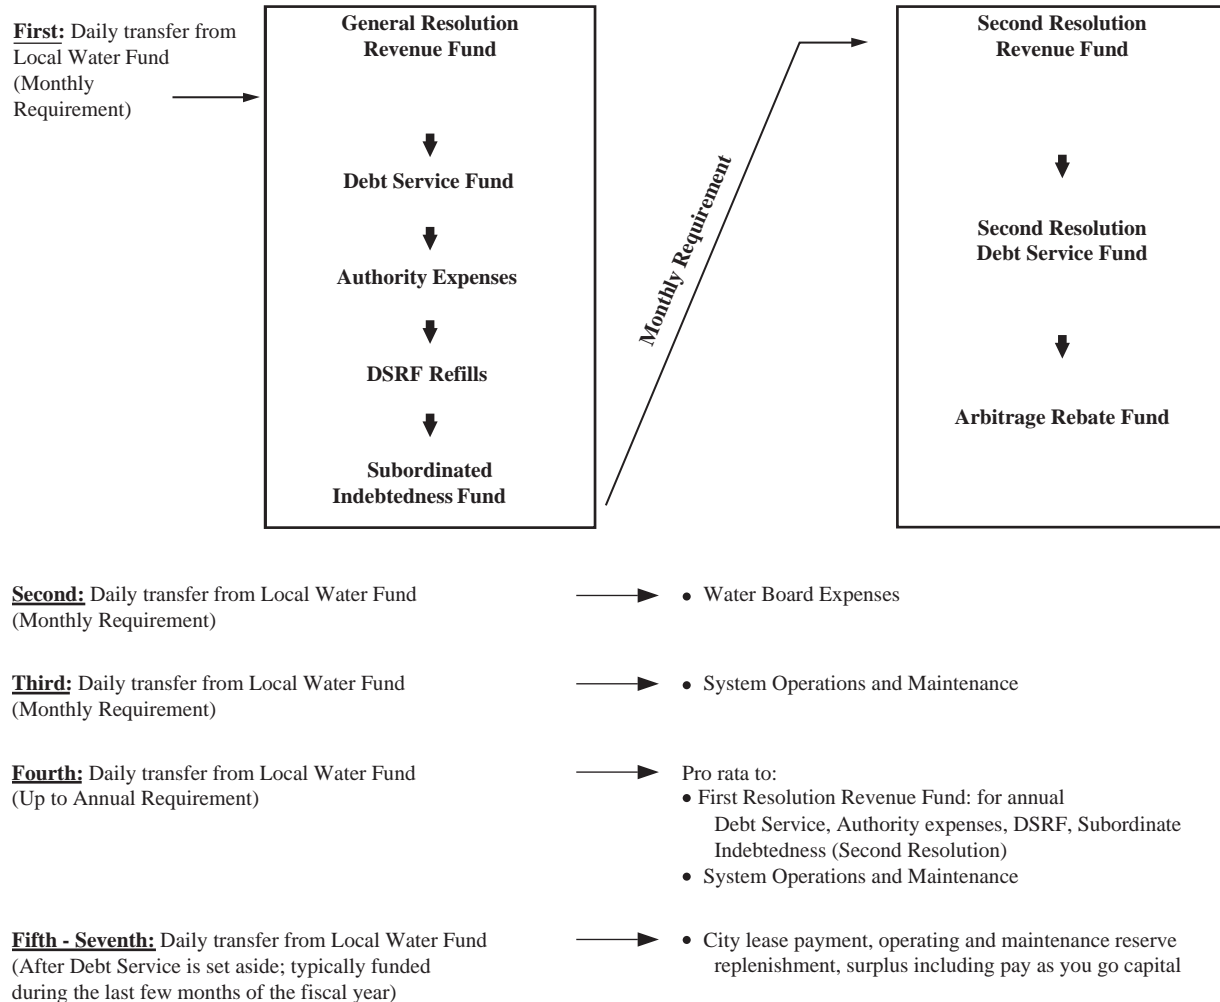 First: Daily transfer from
Local Water Fund
(Monthly
Requirement)
General Resolution
Revenue Fund
Debt Service Fund
Authority Expenses
DSRF Refills
Subordinated
Indebtedness Fund
Monthly Requirement
Second Resolution
Revenue Fund
Second Resolution
Debt Service Fund
Arbitrage Rebate Fund
Second: Daily transfer from Local Water Fund
(Monthly Requirement)
• Water Board Expenses
Third: Daily transfer from Local Water Fund
(Monthly Requirement)
• System Operations and Maintenance
Fourth: Daily transfer from Local Water Fund
(Up to Annual Requirement)
Pro rata to:
• First Resolution Revenue Fund: for annual
Debt Service, Authority expenses, DSRF, Subordinate
Indebtedness (Second Resolution)
• System Operations and Maintenance
Fifth - Seventh: Daily transfer from Local Water Fund
(After Debt Service is set aside; typically funded
during the last few months of the fiscal year)
• City lease payment, operating and maintenance reserve
replenishment, surplus including pay as you go capital